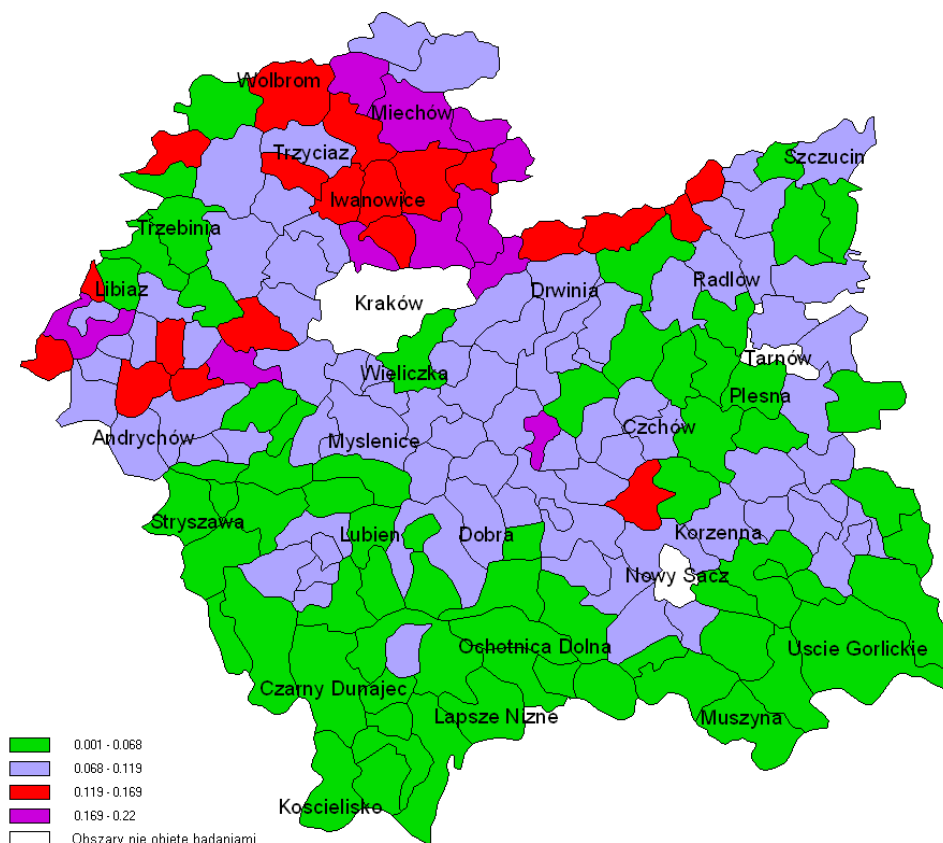 Wolbrom
Miechów
Trzyciaz
Szczucin
Iwanowice
Trzebinia
Libiaz
Kraków
Drwinia
Radlów
Tarnów
Wieliczka
Plesna
Andrychów
Myslenice
Czchów
Stryszawa
Lubien
Dobra
Korzenna
Nowy Sacz
Ochotnica Dolna
Uscie Gorlickie
Czarny Dunajec
Lapsze Nizne
Muszyna
Koscielisko
0.001 - 0.068
0.068 - 0.119
0.119 - 0.169
0.169 - 0.22
Obszary nie objete badaniami